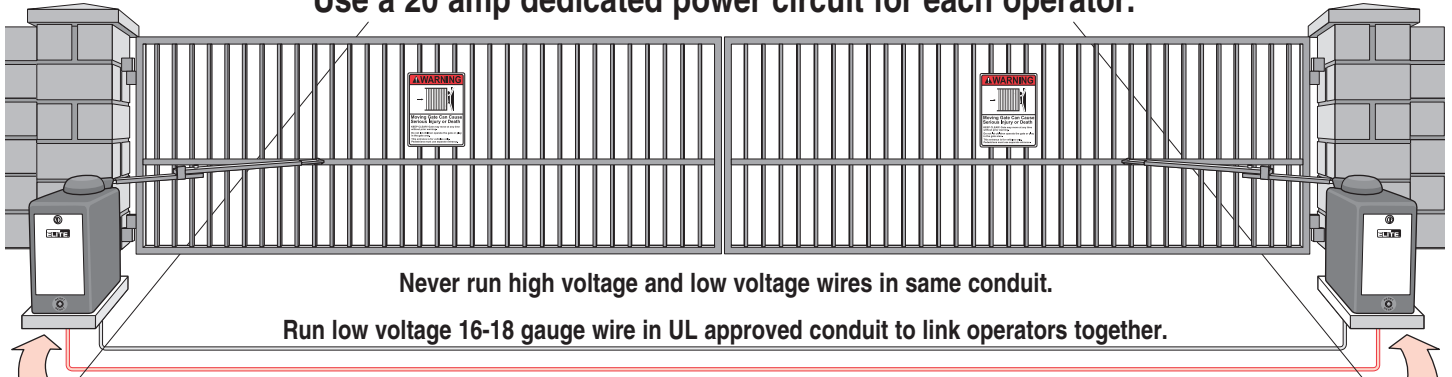 Use a 20 amp dedicated power circuit for each operator.
WARNING
Moving Gate Can Cause
Serious Injury or Death
WARNING
Moving Gate Can Cause
Serious Injury or Death
ELITE
ELITE
Never run high voltage and low voltage wires in same conduit.
Run low voltage 16-18 gauge wire in UL approved conduit to link operators together.